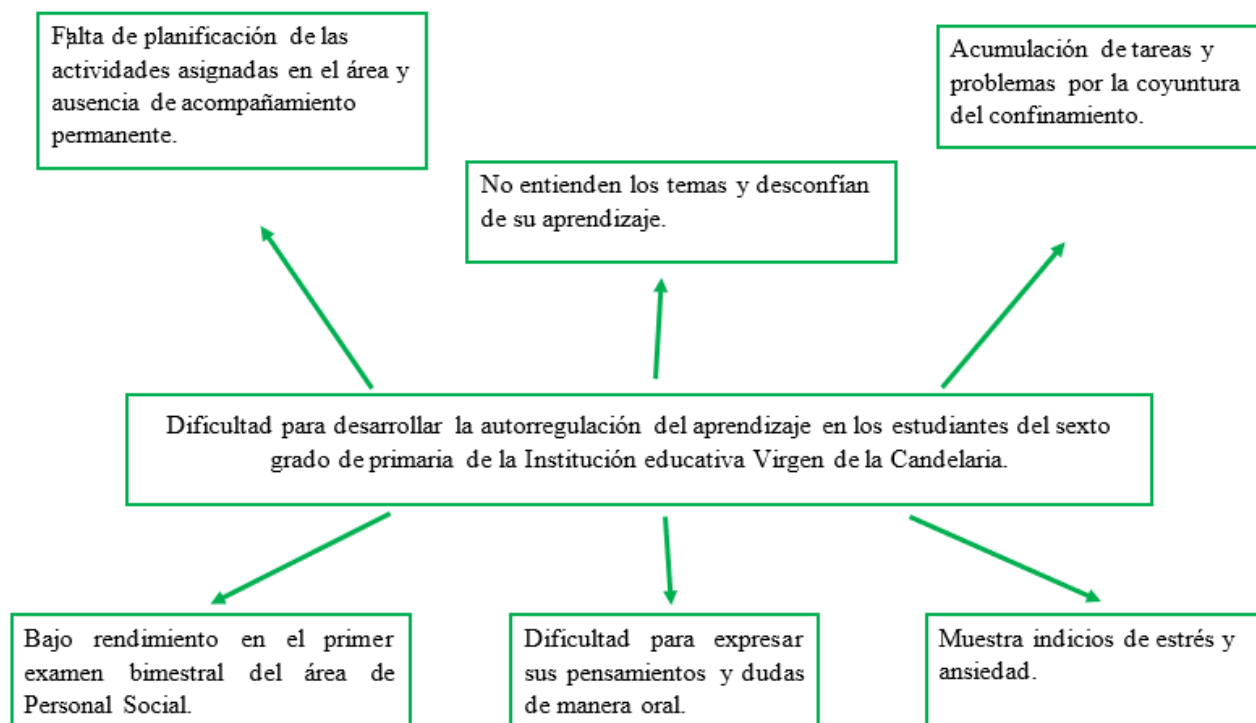 Falta de planificación de las
actividades asignadas en el área y
ausencia de acompañamiento
permanente.
Acumulación de tareas y
problemas por la coyuntura
del confinamiento.
No entienden los temas y desconfían
de su aprendizaje.
Dificultad para desarrollar la autorregulación del aprendizaje en los estudiantes del sexto
grado de primaria de la Institución educativa Virgen de la Candelaria.
Bajo rendimiento en el primer
examen bimestral del área de
Personal Social.
Dificultad para expresar
sus pensamientos y dudas
de manera oral.
Muestra indicios de estrés y
ansiedad.